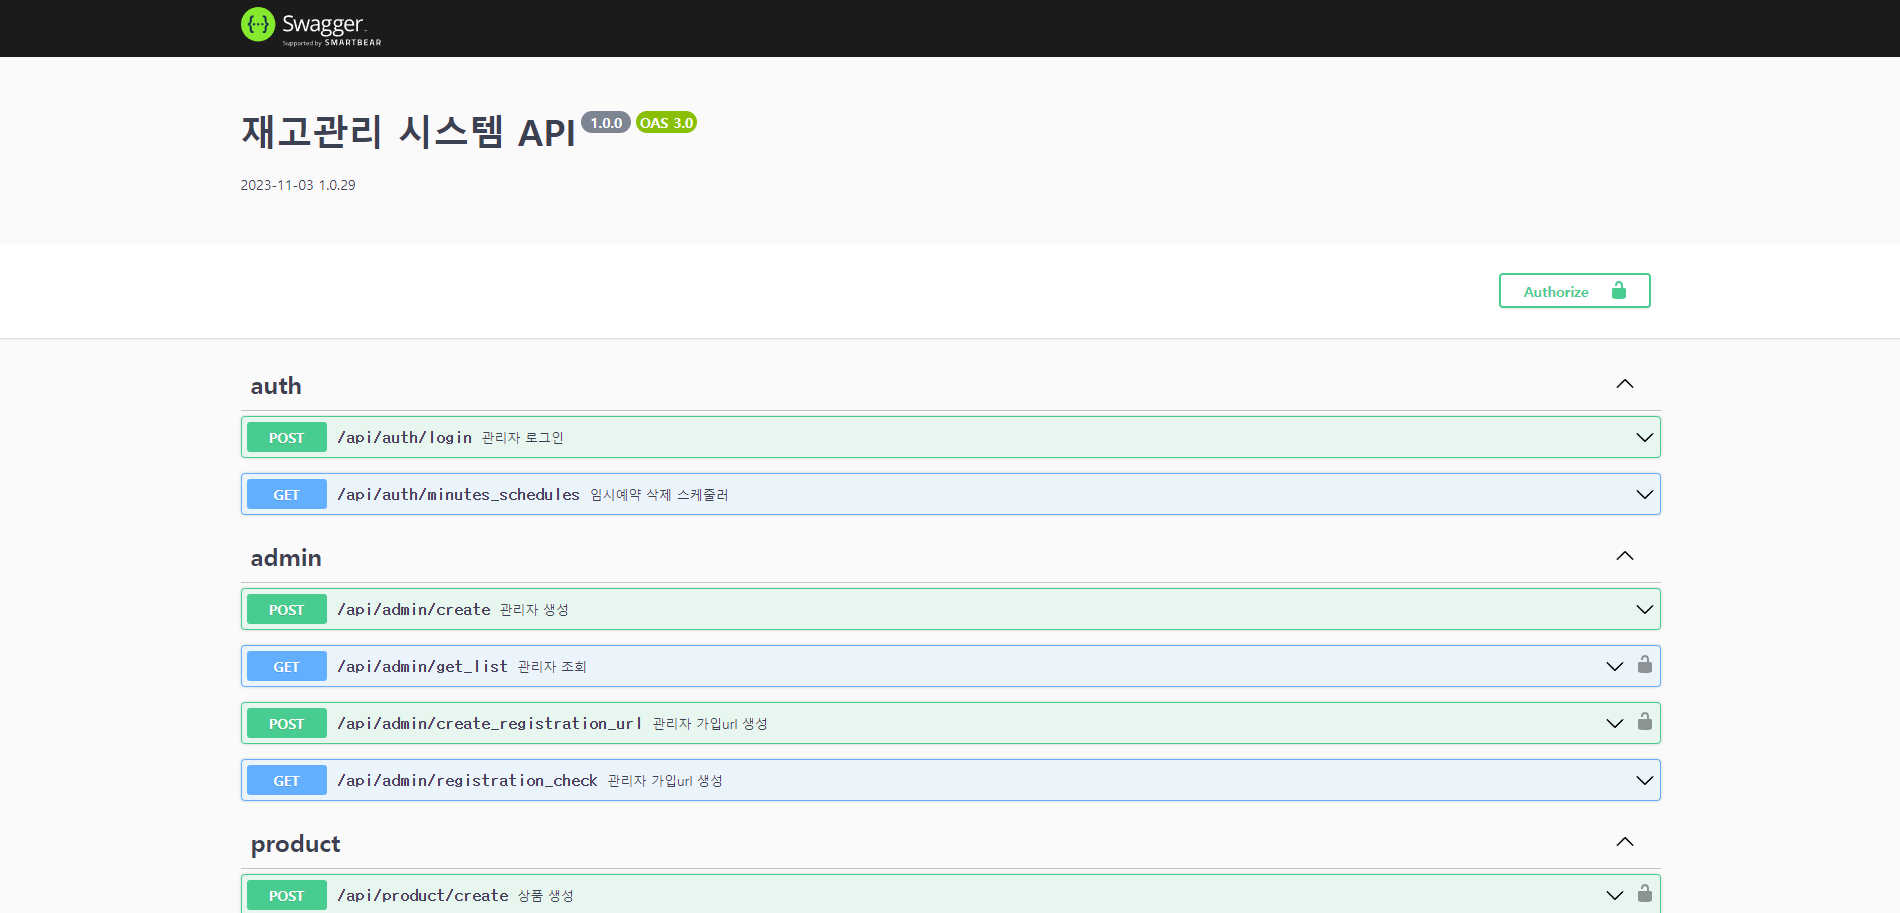 Swagger.
Supported by SMARTBEAR
재고관리 시스템 API 1.0.0 OAS 3.0
2023-11-03 1.0.29
Authorize
auth
POST /api/auth/login 관리자 로그인
GET /api/auth/minutes_schedules 임시예약 삭제 스케줄러
admin
POST /api/admin/create 관리자 생성
GET /api/admin/get_list 관리자 조회
POST /api/admin/create_registration_url 관리자 가입url 생성
GET /api/admin/registration_check 관리자 가입url 생성
product
POST /api/product/create 상품 생성